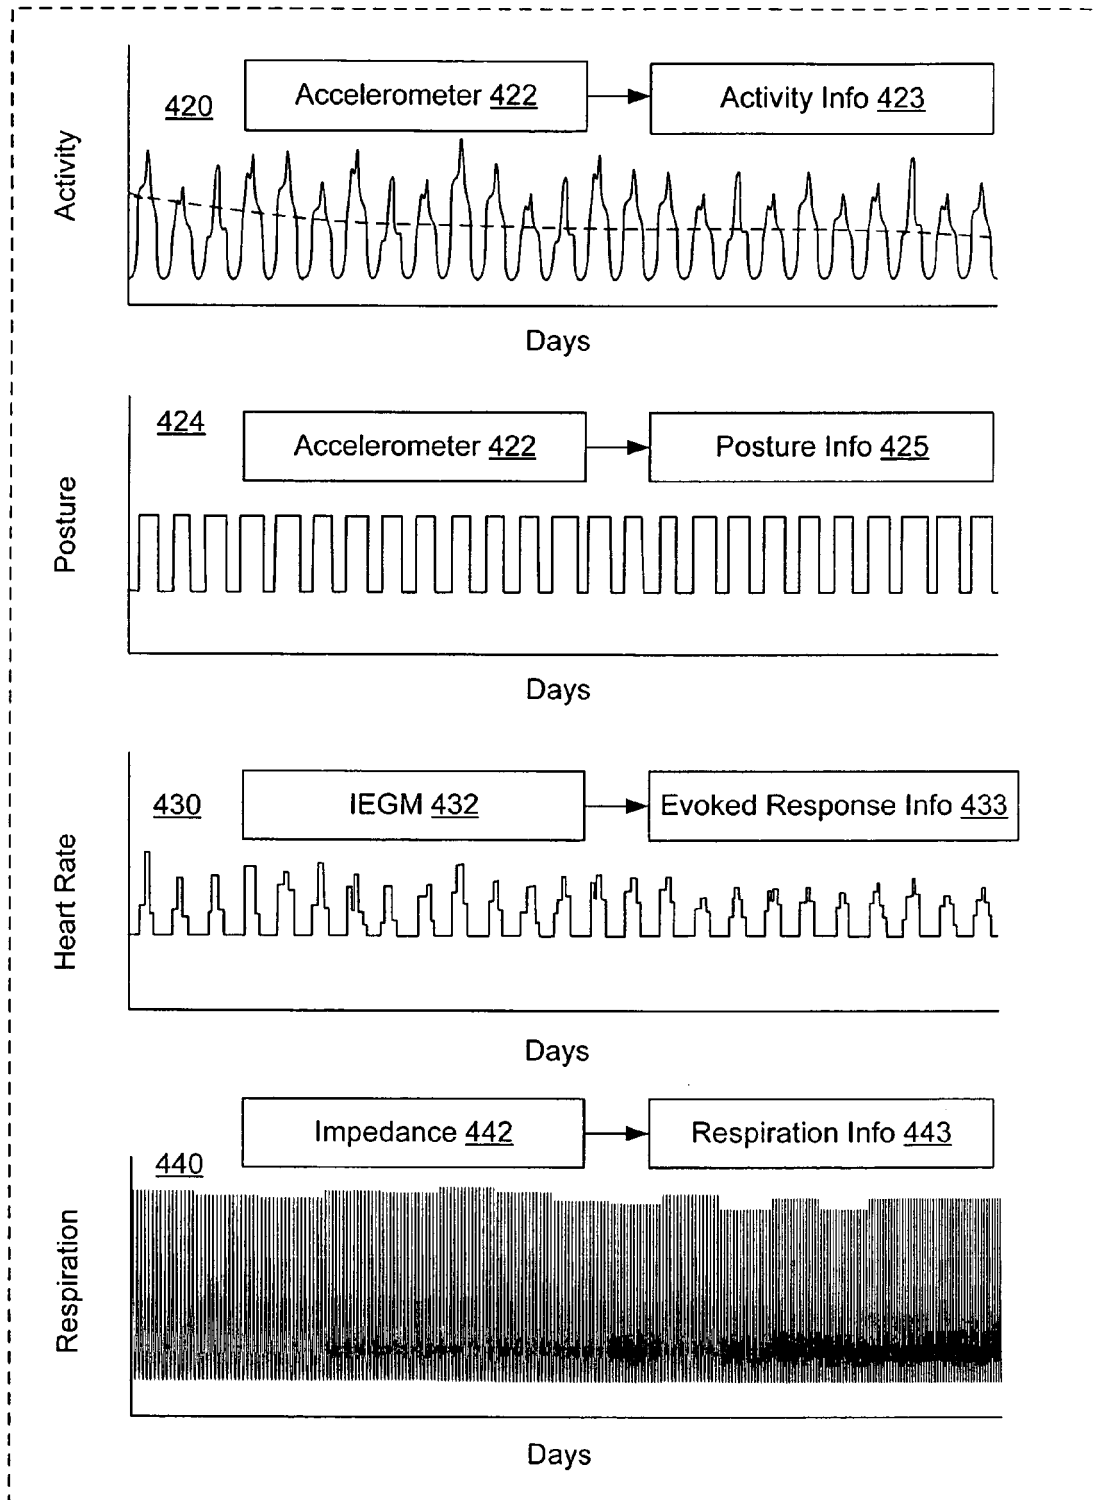 420
Accelerometer 422
Activity Info 423
Activity
Days
424
Accelerometer 422
Posture Info 425
Posture
Days
430
IEGM 432
Evoked Response Info 433
Heart Rate
Days
440
Impedance 442
Respiration Info 443
Respiration
Days